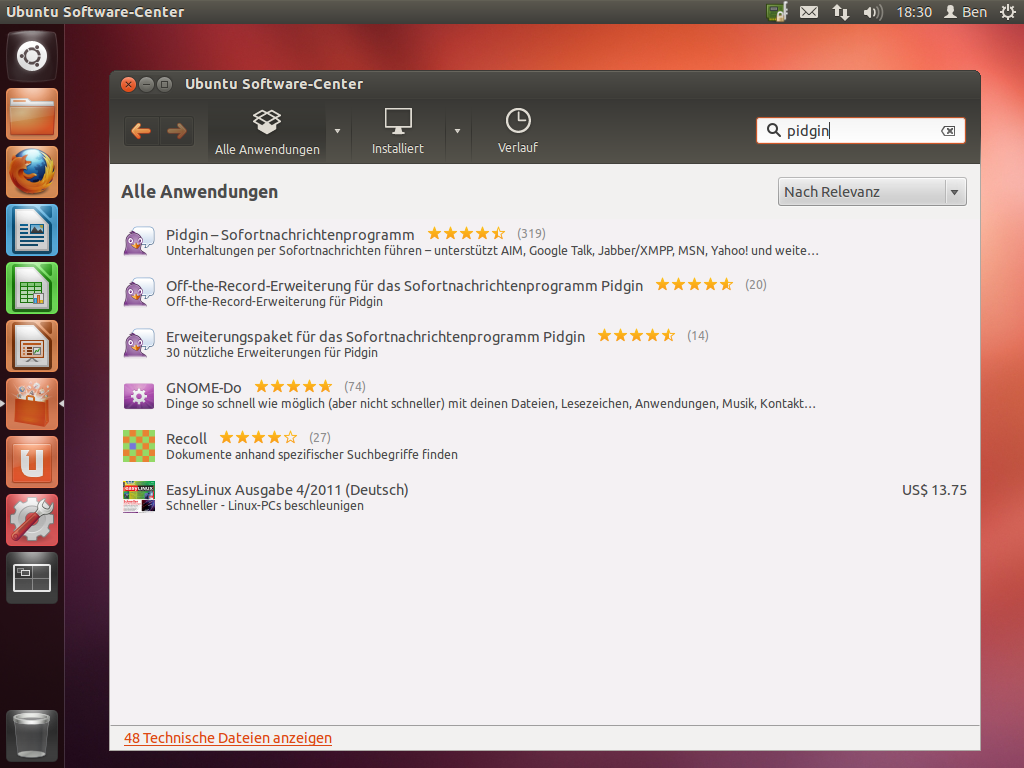 Ubuntu Software-Center
18:30 Ben
Ubuntu Software-Center
Alle Anwendungen
Installiert
Verlauf
pidgin
Alle Anwendungen
Nach Relevanz
Pidgin – Sofortnachrichtenprogramm (319)
Unterhaltungen per Sofortnachrichten führen – unterstützt AIM, Google Talk, Jabber/XMPP, MSN, Yahoo! und weite...
Off-the-Record-Erweiterung für das Sofortnachrichtenprogramm Pidgin (20)
Off-the-Record-Erweiterung für Pidgin
Erweiterungspaket für das Sofortnachrichtenprogramm Pidgin (14)
30 nützliche Erweiterungen für Pidgin
GNOME-Do (74)
Dinge so schnell wie möglich (aber nicht schneller) mit deinen Dateien, Lesezeichen, Anwendungen, Musik, Kontakt...
Recoll (27)
Dokumente anhand spezifischer Suchbegriffe finden
EasyLinux Ausgabe 4/2011 (Deutsch) US$ 13.75
Schneller - Linux-PCs beschleunigen
48 Technische Dateien anzeigen